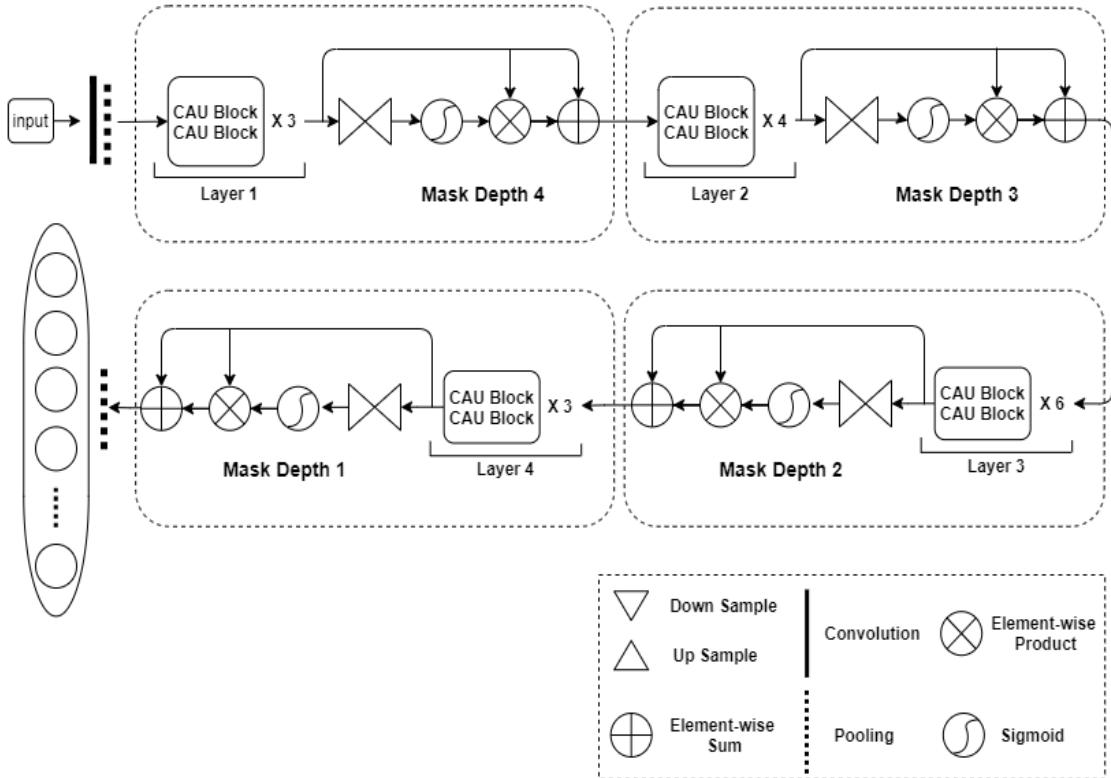 input
CAU Block
CAU Block
X 3
Layer 1
Mask Depth 4
CAU Block
CAU Block
X 4
Layer 2
Mask Depth 3
CAU Block
CAU Block
X 6
Layer 3
Mask Depth 2
CAU Block
CAU Block
X 3
Layer 4
Mask Depth 1
Down Sample
Up Sample
Element-wise
Sum
Convolution
Pooling
Element-wise
Product
Sigmoid